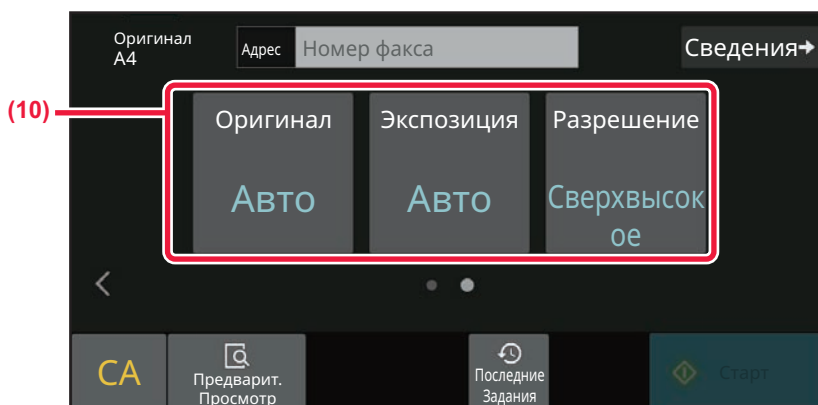 Оригинал
A4
Адрес
Номер факса
Сведения
(10)
Оригинал
Экспозиция
Разрешение
Авто
Авто
Сверхвысок
ое
CA
Предварит.
Просмотр
Последние
Задания
Старт